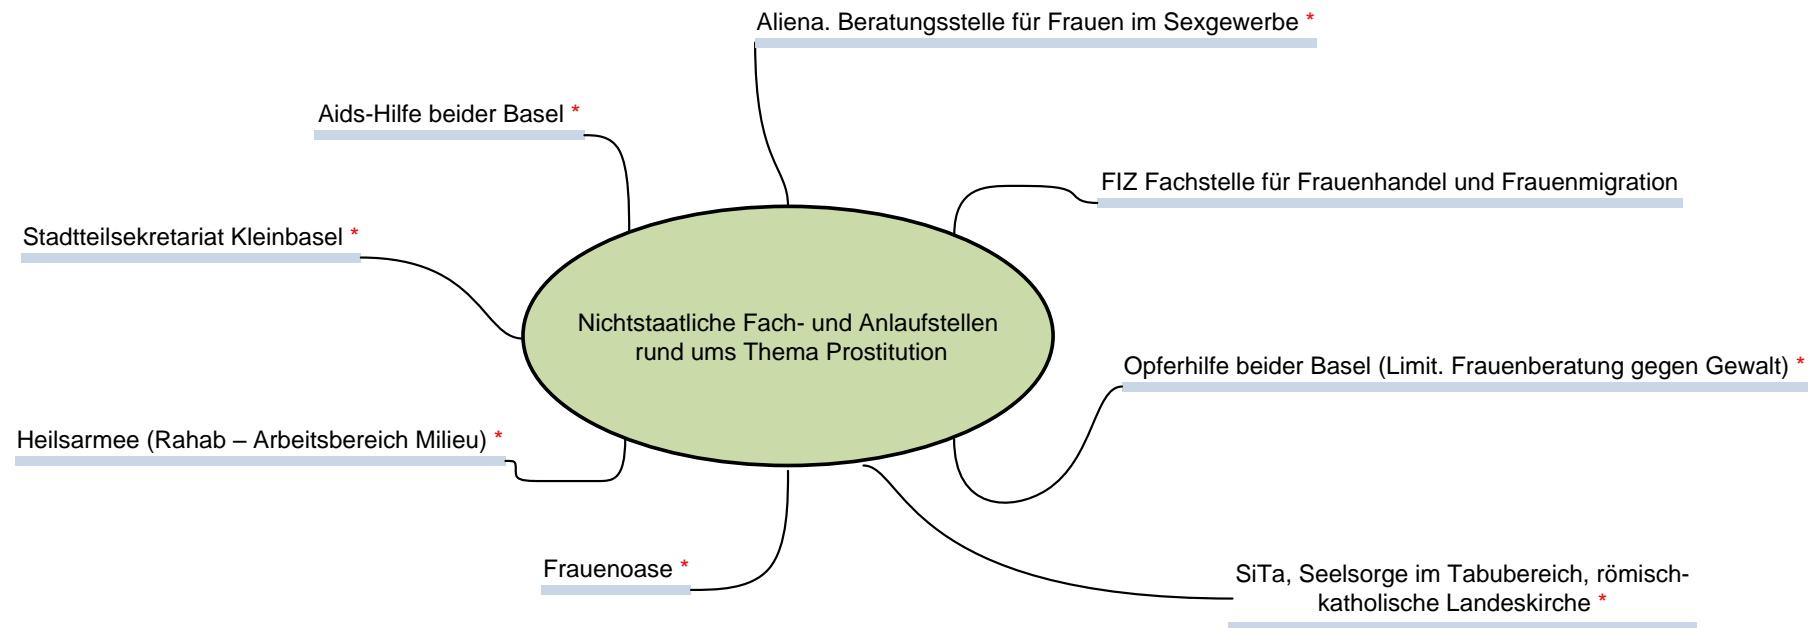 Aliena. Beratungsstelle für Frauen im Sexgewerbe *
Aids-Hilfe beider Basel *
FIZ Fachstelle für Frauenhandel und Frauenmigration
Stadtteilsekretariat Kleinbasel *
Nichtstaatliche Fach- und Anlaufstellen
rund ums Thema Prostitution
Opferhilfe beider Basel (Limit. Frauenberatung gegen Gewalt) *
Heilsarmee (Rahab – Arbeitsbereich Milieu) *
Frauenoase *
SiTa, Seelsorge im Tabubereich, römisch-
katholische Landeskirche *